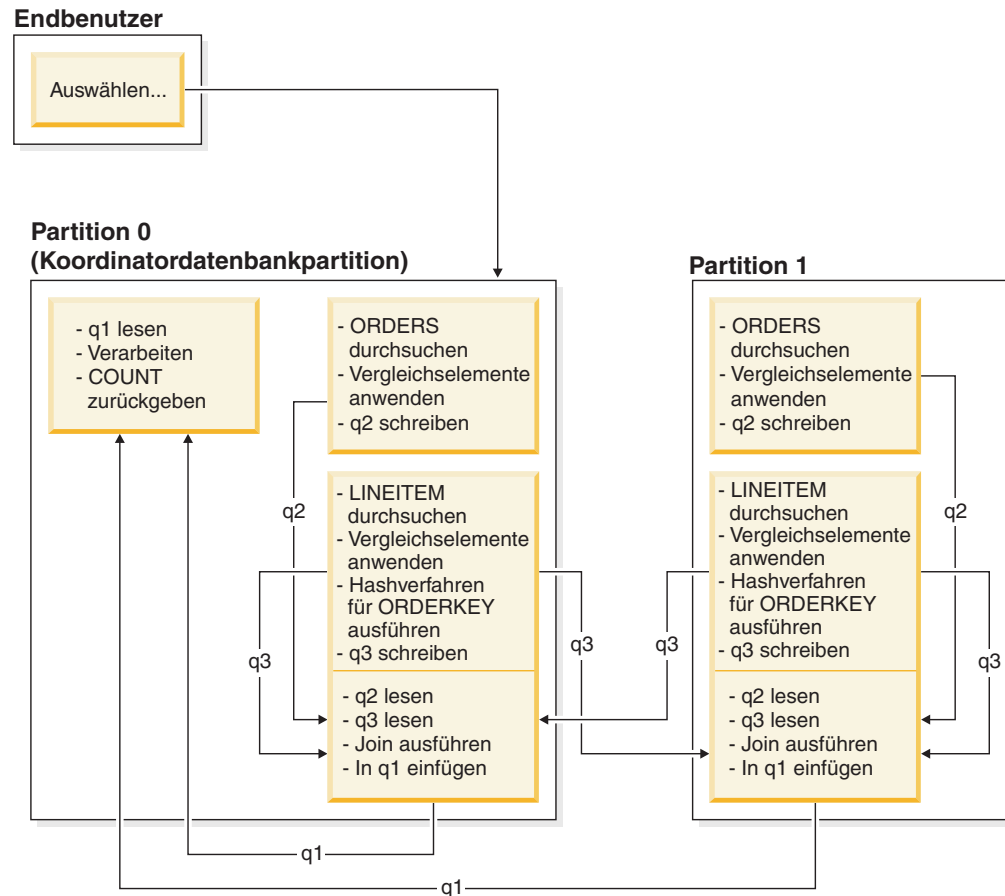 Endbenutzer
Auswählen...
Partition 0
(Koordinatordatenbankpartition)
- q1 lesen
- Verarbeiten
- COUNT
zurückgeben
- ORDERS
durchsuchen
- Vergleichselemente
anwenden
- q2 schreiben
q2
- LINEITEM
durchsuchen
- Vergleichselemente
anwenden
- Hashverfahren
für ORDERKEY
ausführen
- q3 schreiben
q3
q3
- q2 lesen
- q3 lesen
- Join ausführen
- In q1 einfügen
q1
Partition 1
- ORDERS
durchsuchen
- Vergleichselemente
anwenden
- q2 schreiben
q2
- LINEITEM
durchsuchen
- Vergleichselemente
anwenden
- Hashverfahren
für ORDERKEY
ausführen
- q3 schreiben
q3
q3
- q2 lesen
- q3 lesen
- Join ausführen
- In q1 einfügen
q1